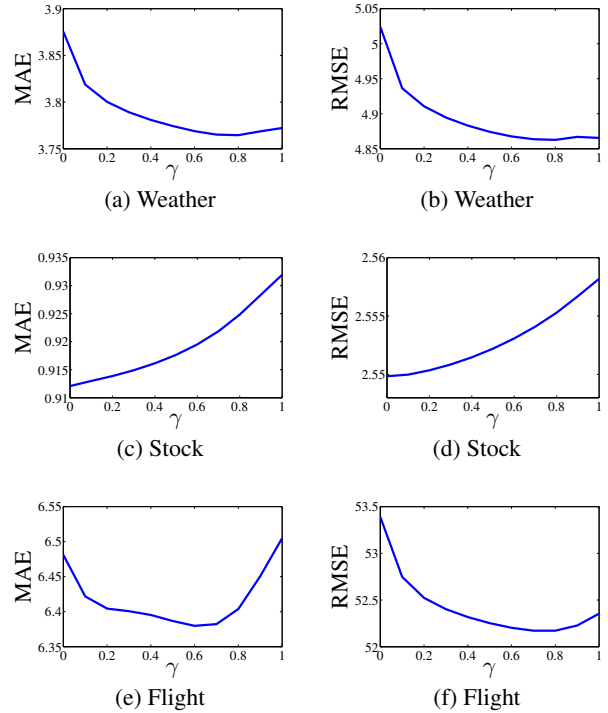 3.9
3.85
3.8
3.75
MAE
0 0.2 0.4 0.6 0.8 1
γ
(a) Weather
5.05
5
4.95
4.9
4.85
RMSE
0 0.2 0.4 0.6 0.8 1
γ
(b) Weather
0.935
0.93
0.925
0.92
0.915
0.91
MAE
0 0.2 0.4 0.6 0.8 1
γ
(c) Stock
2.56
2.55
RMSE
0 0.2 0.4 0.6 0.8 1
γ
(d) Stock
6.55
6.5
6.45
6.4
6.35
MAE
0 0.2 0.4 0.6 0.8 1
γ
(e) Flight
53.5
53
52.5
52
RMSE
0 0.2 0.4 0.6 0.8 1
γ
(f) Flight